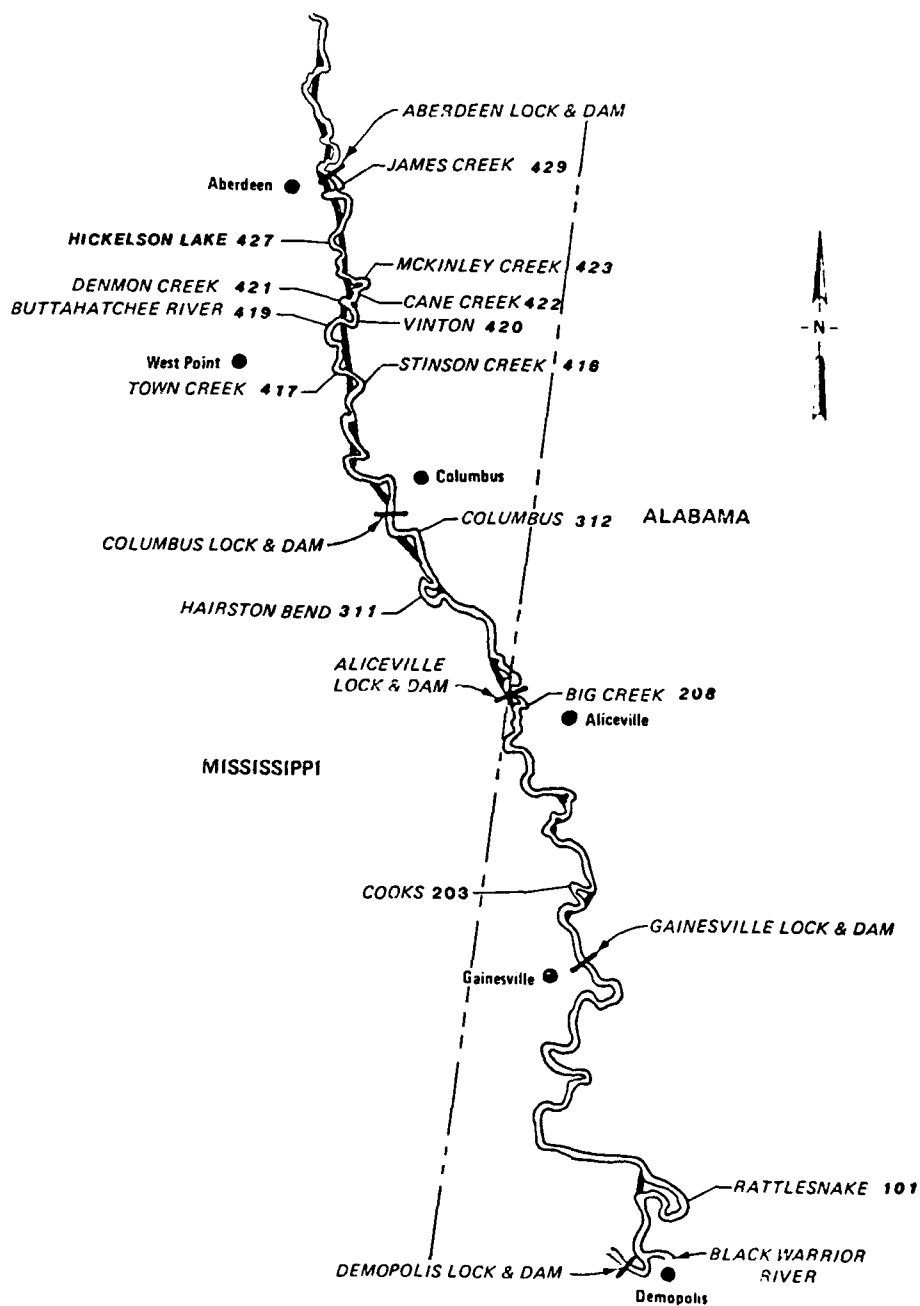 ABERDEEN LOCK & DAM
JAMES CREEK 429
Aberdeen
HICKELSON LAKE 427
MCKINLEY CREEK 423
DENMON CREEK 421
CANE CREEK 422
BUTTAHATCHEE RIVER 419
VINTON 420
West Point
STINSON CREEK 416
TOWN CREEK 417
- N -
Columbus
COLUMBUS 312
ALABAMA
COLUMBUS LOCK & DAM
HAIRSTON BEND 311
ALICEVILLE
LOCK & DAM
BIG CREEK 208
Aliceville
MISSISSIPPI
COOKS 203
GAINESVILLE LOCK & DAM
Gainesville
RATTLESNAKE 101
BLACK WARRIOR
RIVER
DEMOPOLIS LOCK & DAM
Demopolis